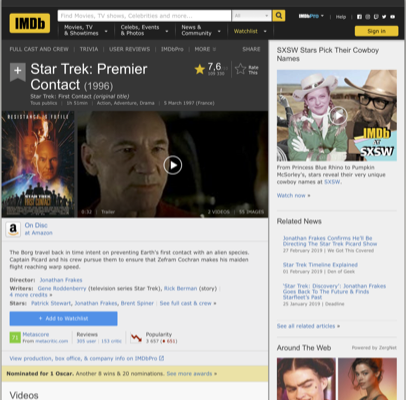 IMDb
Find Movies, TV shows, Celebrities and more...
All
IMDbPro
Help
Movies, TV & Showtimes
Celebs, Events & Photos
News & Community
Watchlist
Sign in
FULL CAST AND CREW | TRIVIA | USER REVIEWS | IMDbPro | MORE
SHARE
Star Trek: Premier
Contact (1996)
7,6
Rate This
Star Trek: First Contact (original title)
Tous publics | 1h 51min | Action, Adventure, Drama | 5 March 1997 (France)
RESISTANCE IS FUTILE
STAR TREK
FIRST CONTACT
0:32 | Trailer
2 VIDEOS | IMAGES
On Disc
at Amazon
The Borg travel back in time intent on preventing Earth's first contact with an alien species.
Captain Picard and his crew pursue them to ensure that Zefram Cochran makes his maiden
flight reaching warp speed.
Director: Jonathan Frakes
Writers: Gene Roddenberry (television series Star Trek), Rick Berman (story) |
4 more credits »
Stars: Patrick Stewart, Jonathan Frakes, Brent Spiner | See full cast & crew »
+ Add to Watchlist
71
Metascore
From metacritic.com
Reviews
305 user | 153 critic
Popularity
3 657 ( 651)
View production, box office, & company info on IMDbPro
Nominated for 1 Oscar. Another 8 wins & 20 nominations. See more awards »
Videos
SXSW Stars Pick Their Cowboy
Names
IMDb
at
SXSW
From Princess Blue Rhino to Pumpkin
McSorley's, stars reveal their very unique
cowboy names at SXSW.
Watch now »
Related News
Jonathan Frakes Confirms He'll Be
Directing The Star Trek Picard Show
27 February 2019 | We Got This Covered
Star Trek Timeline Explained
01 February 2019 | Den of Geek
'Star Trek: Discovery': Jonathan Frakes
Goes Back To The Future & Finds
Starfleet's Past
25 January 2019 | Deadline
See all related articles »
Around The Web
Powered by ZergNet